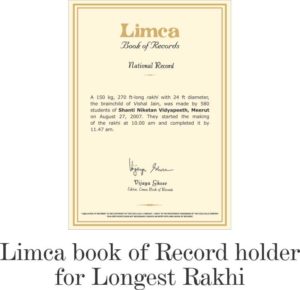 Limca
Book of Records
National Record
A 150 kg, 270 ft-long rakhi with 24 ft diameter,
the brainchild of Vishal Jain, was made by 580
students of Shanti Niketan Vidyapeeth, Meerut
on August 27, 2007. They started the making
of the rakhi at 10:00 am and completed it by
11.47 am.
Vijaya Ghose
Vijaya Ghose
Editor, Limca Book of Records
Limca book of Record holder
for Longest Rakhi